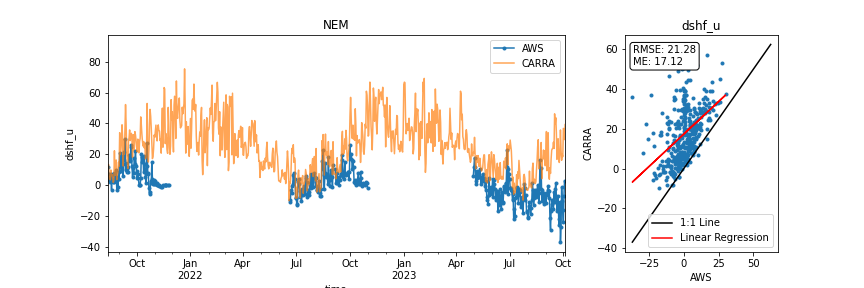 NEM
dshf_u
AWS
CARRA
dshf_u
80
60
40
20
0
−20
−40
Oct
Jan
2022
Apr
Jul
Oct
Jan
2023
Apr
Jul
Oct
time
dshf_u
RMSE: 21.28
ME: 17.12
CARRA
60
40
20
0
−20
−40
1:1 Line
Linear Regression
−25
0
25
50
AWS